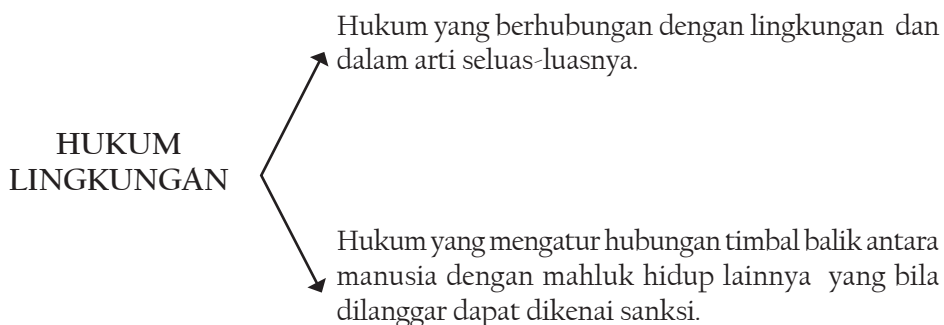 Hukum yang berhubungan dengan lingkungan dan
dalam arti seluas-luasnya.
HUKUM
LINGKUNGAN
Hukum yang mengatur hubungan timbal balik antara
manusia dengan mahluk hidup lainnya yang bila
dilanggar dapat dikenai sanksi.